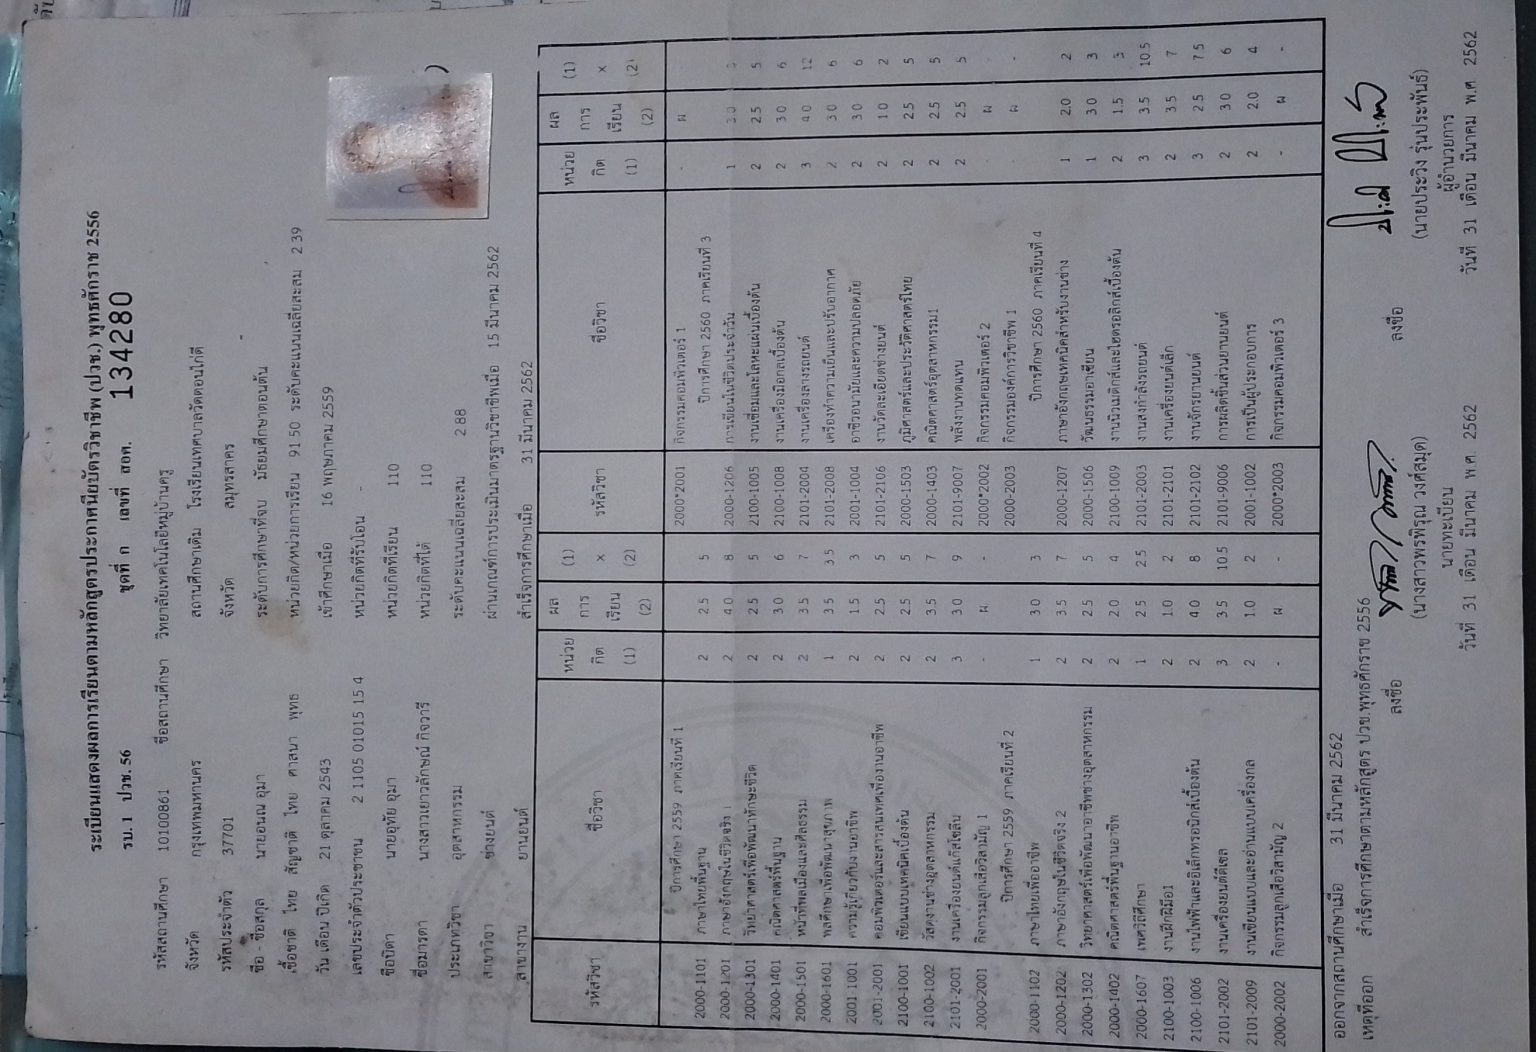 ระเบียนแสดงผลการเรียนตามหลักสูตรประกาศนียบัตรวิชาชีพ (ปวช.) พุทธศักราช 2556
รบ. 1 ปวช. 56 ชุดที่ ก เลขที่ สอศ. 134280
รหัสสถานศึกษา 10100861 ชื่อสถานศึกษา วิทยาลัยเทคโนโลยีหมู่บ้านครู
จังหวัด กรุงเทพมหานคร สถานศึกษาเดิม โรงเรียนเทศบาลวัดดอนไก่ดี
รหัสประจำตัว 37701 จังหวัด สมุทรสาคร
ชื่อ - ชื่อสกุล นายอนณ อุมา ระดับการศึกษาที่จบ มัธยมศึกษาตอนต้น
เชื้อชาติ ไทย สัญชาติ ไทย ศาสนา พุทธ หน่วยกิต/หน่วยการเรียน 91.50 ระดับคะแนนเฉลี่ยสะสม 2.39
วัน เดือน ปีเกิด 21 ตุลาคม 2543 เข้าศึกษาเมื่อ 16 พฤษภาคม 2559
เลขประจำตัวประชาชน 2 1105 01015 15 4 หน่วยกิตที่รับโอน -
ชื่อบิดา นายอุทัย อุมา หน่วยกิตที่เรียน 110
ชื่อมารดา นางสาวเยาวลักษณ์ กิจวารี หน่วยกิตที่ได้ 110
ประเภทวิชา อุตสาหกรรม ระดับคะแนนเฉลี่ยสะสม 2.88
สาขาวิชา ช่างยนต์ ผ่านเกณฑ์การประเมินมาตรฐานวิชาชีพเมื่อ 15 มีนาคม 2562
สาขางาน ยานยนต์ สำเร็จการศึกษาเมื่อ 31 มีนาคม 2562
รหัสวิชา ชื่อวิชา หน่วยกิต (1) ผลการเรียน (2) (1) x (2)
ปีการศึกษา 2559 ภาคเรียนที่ 1
2000-1101 ภาษาไทยพื้นฐาน 2 2.5 5
2000-1201 ภาษาอังกฤษในชีวิตจริง 1 2 4.0 8
2000-1301 วิทยาศาสตร์เพื่อพัฒนาทักษะชีวิต 2 2.5 5
2000-1401 คณิตศาสตร์พื้นฐาน 2 3.0 6
2000-1501 หน้าที่พลเมืองและศีลธรรม 2 3.5 7
2000-1601 พลศึกษาเพื่อพัฒนาสุขภาพ 1 3.5 3.5
2001-1001 ความรู้เกี่ยวกับงานอาชีพ 2 1.5 3
2001-2001 คอมพิวเตอร์และสารสนเทศเพื่องานอาชีพ 2 2.5 5
2100-1001 เขียนแบบเทคนิคเบื้องต้น 2 2.5 5
2100-1002 วัสดุงานช่างอุตสาหกรรม 2 3.5 7
2101-2001 งานเครื่องยนต์แก๊สโซลีน 3 3.0 9
2000-2001 กิจกรรมลูกเสือวิสามัญ 1 - ผ -
ปีการศึกษา 2559 ภาคเรียนที่ 2
2000-1102 ภาษาไทยเพื่ออาชีพ 1 3.0 3
2000-1202 ภาษาอังกฤษในชีวิตจริง 2 2 3.5 7
2000-1302 วิทยาศาสตร์เพื่อพัฒนาอาชีพช่างอุตสาหกรรม 2 2.5 5
2000-1402 คณิตศาสตร์พื้นฐานอาชีพ 2 2.0 4
2000-1607 เพศวิถีศึกษา 1 2.5 2.5
2100-1003 งานฝึกฝีมือ1 2 1.0 2
2100-1006 งานไฟฟ้าและอิเล็กทรอนิกส์เบื้องต้น 2 4.0 8
2101-2002 งานเครื่องยนต์ดีเซล 3 3.5 10.5
2101-2009 งานเขียนแบบและอ่านแบบเครื่องกล 2 1.0 2
2000-2002 กิจกรรมลูกเสือวิสามัญ 2 - ผ -
รหัสวิชา ชื่อวิชา หน่วยกิต (1) ผลการเรียน (2) (1) x (2)
2000*2001 กิจกรรมคอมพิวเตอร์ 1 - ผ
ปีการศึกษา 2560 ภาคเรียนที่ 3
2000-1206 การเขียนในชีวิตประจำวัน 1 3.0 3
2100-1005 งานเชื่อมและโลหะแผ่นเบื้องต้น 2 2.5 5
2100-1008 งานเครื่องมือกลเบื้องต้น 2 3.0 6
2101-2004 งานเครื่องล่างรถยนต์ 3 4.0 12
2101-2008 เครื่องทำความเย็นและปรับอากาศ 2 3.0 6
2001-1004 อาชีวอนามัยและความปลอดภัย 2 3.0 6
2101-2106 งานวัดละเอียดช่างยนต์ 2 1.0 2
2000-1503 ภูมิศาสตร์และประวัติศาสตร์ไทย 2 2.5 5
2000-1403 คณิตศาสตร์อุตสาหกรรม1 2 2.5 5
2101-9007 พลังงานทดแทน 2 2.5 5
2000*2002 กิจกรรมคอมพิวเตอร์ 2 - ผ -
2000-2003 กิจกรรมองค์การวิชาชีพ 1 - ผ -
ปีการศึกษา 2560 ภาคเรียนที่ 4
2000-1207 ภาษาอังกฤษเทคนิคสำหรับงานช่าง 1 2.0 2
2000-1506 วัฒนธรรมอาเซียน 1 3.0 3
2100-1009 งานนิวเมติกส์และไฮดรอลิกส์เบื้องต้น 2 1.5 3
2101-2003 งานส่งกำลังรถยนต์ 3 3.5 10.5
2101-2101 งานเครื่องยนต์เล็ก 2 3.5 7
2101-2102 งานจักรยานยนต์ 3 2.5 7.5
2101-9006 การผลิตชิ้นส่วนยานยนต์ 2 3.0 6
2001-1002 การเป็นผู้ประกอบการ 2 2.0 4
2000*2003 กิจกรรมคอมพิวเตอร์ 3 - ผ -
ออกจากสถานศึกษาเมื่อ 31 มีนาคม 2562
เหตุที่ออก สำเร็จการศึกษาตามหลักสูตร ปวช.พุทธศักราช 2556
ลงชื่อ ลงชื่อ
(นางสาวพรพิรุณ วงศ์สมุด) (นายประวิง รุ่นประพันธ์)
นายทะเบียน ผู้อำนวยการ
วันที่ 31 เดือน มีนาคม พ.ศ. 2562 วันที่ 31 เดือน มีนาคม พ.ศ. 2562